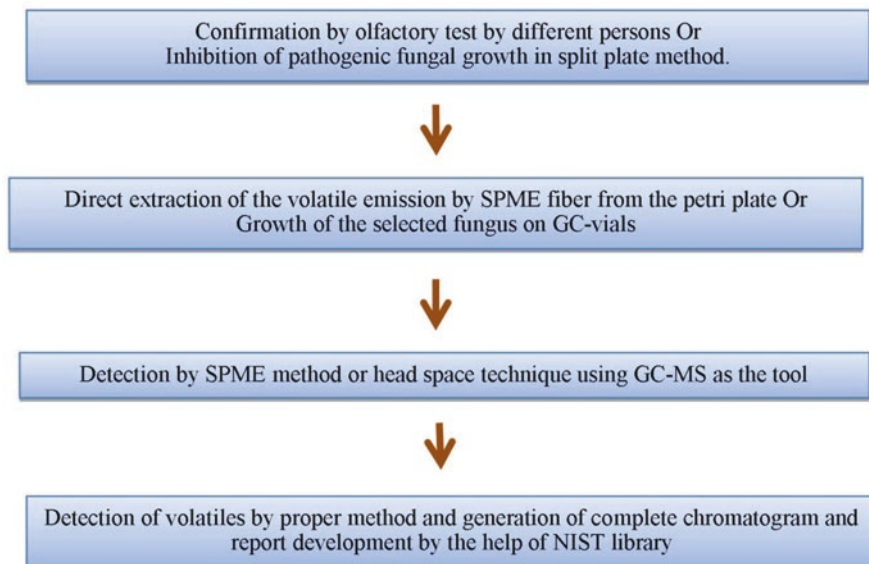 Confirmation by olfactory test by different persons Or
Inhibition of pathogenic fungal growth in split plate method.
Direct extraction of the volatile emission by SPME fiber from the petri plate Or
Growth of the selected fungus on GC-vials
Detection by SPME method or head space technique using GC-MS as the tool
Detection of volatiles by proper method and generation of complete chromatogram and
report development by the help of NIST library